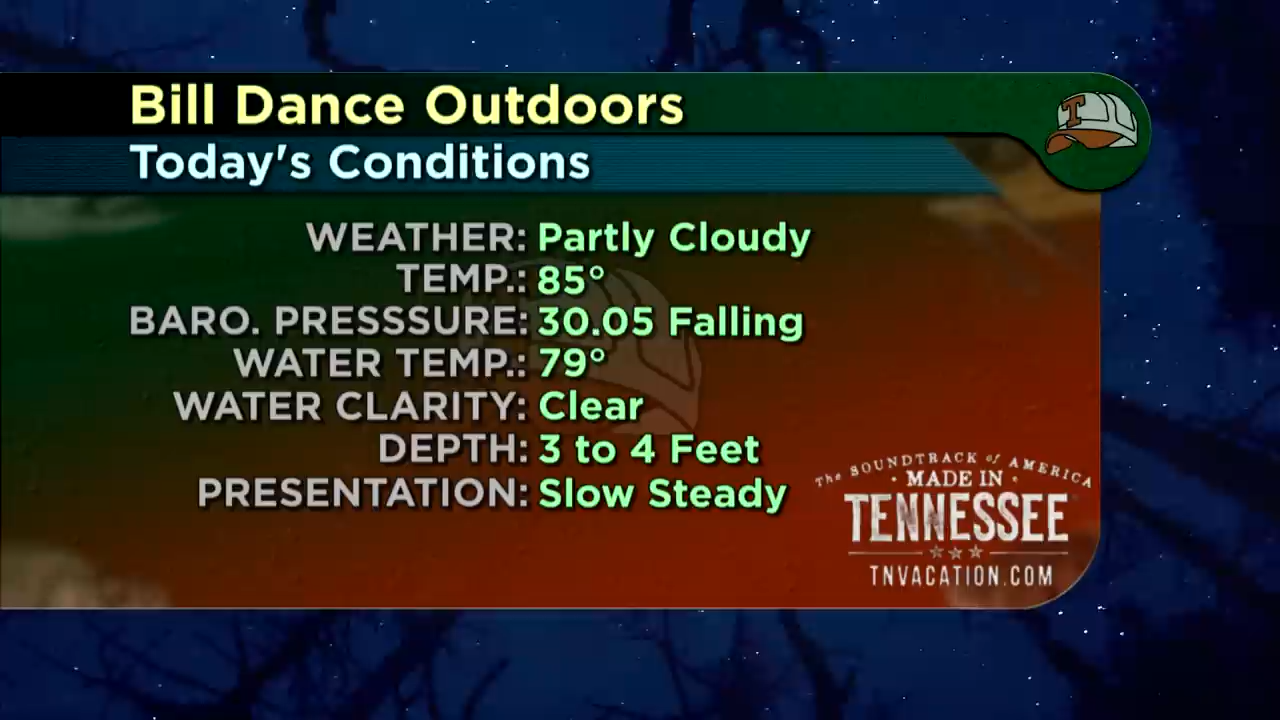 Bill Dance Outdoors
T
Today's Conditions
WEATHER: Partly Cloudy
TEMP.: 85°
BARO. PRESSSURE: 30.05 Falling
WATER TEMP.: 79°
WATER CLARITY: Clear
DEPTH: 3 to 4 Feet
PRESENTATION: Slow Steady
The SOUNDTRACK of AMERICA
· MADE IN ·
TENNESSEE
TNVACATION.COM